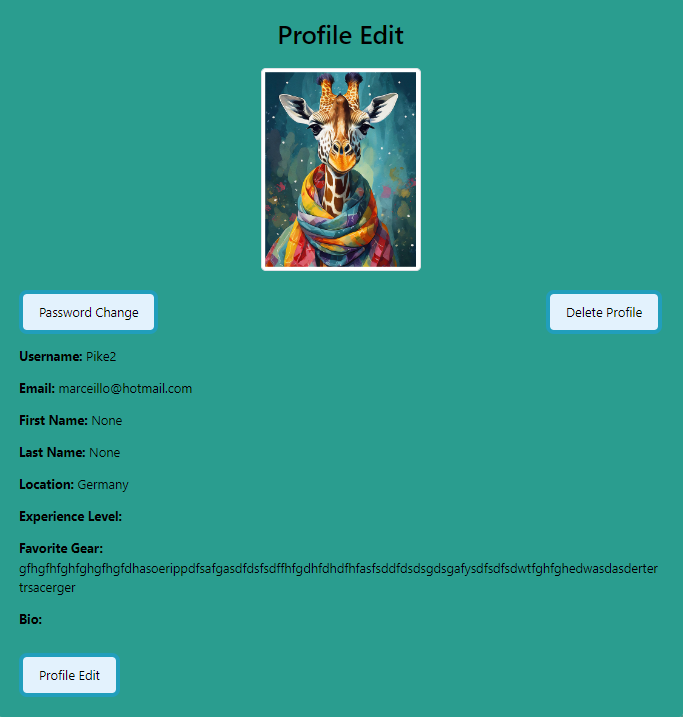 Profile Edit
Password Change
Delete Profile
Username: Pike2
Email: marceillo@hotmail.com
First Name: None
Last Name: None
Location: Germany
Experience Level:
Favorite Gear:
gfhgfhfghfghgfhgfdhasoerippdfsafgasdfdsfsdffhfgdhfdhdfhfasfsddfdsdsgdsgafysdfsdfsdwtfghfghedwasdasderter
trsacerger
Bio:
Profile Edit